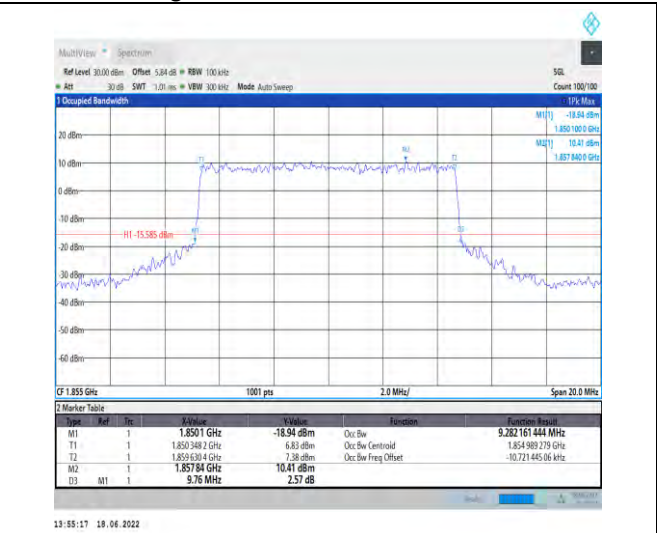 MultiView Spectrum
Ref Level 30.00 dBm Offset 5.84 dB RBW 100 kHz SGL
Att 30 dB SWT 1.01 ms VBW 300 kHz Mode Auto Sweep Count 100/100
1 Occupied Bandwidth 1Pk Max
M1[1] -18.94 dBm
1.850 100 0 GHz
M2[1] 10.41 dBm
1.857 840 0 GHz
20 dBm
M2
T1 T2
10 dBm
0 dBm
-10 dBm
M1 D3
H1 -15.585 dBm
-20 dBm
-30 dBm
-40 dBm
-50 dBm
-60 dBm
CF 1.855 GHz 1001 pts 2.0 MHz/ Span 20.0 MHz
2 Marker Table
Type Ref Trc X-Value Y-Value Function Function Result
M1 1 1.8501 GHz -18.94 dBm Occ Bw 9.282 161 444 MHz
T1 1 1.850 348 2 GHz 6.83 dBm Occ Bw Centroid 1.854 989 279 GHz
T2 1 1.859 630 4 GHz 7.38 dBm Occ Bw Freq Offset -10.721 445 06 kHz
M2 1 1.85784 GHz 10.41 dBm
D3 M1 1 9.76 MHz 2.57 dB
13:55:17 18.06.2022